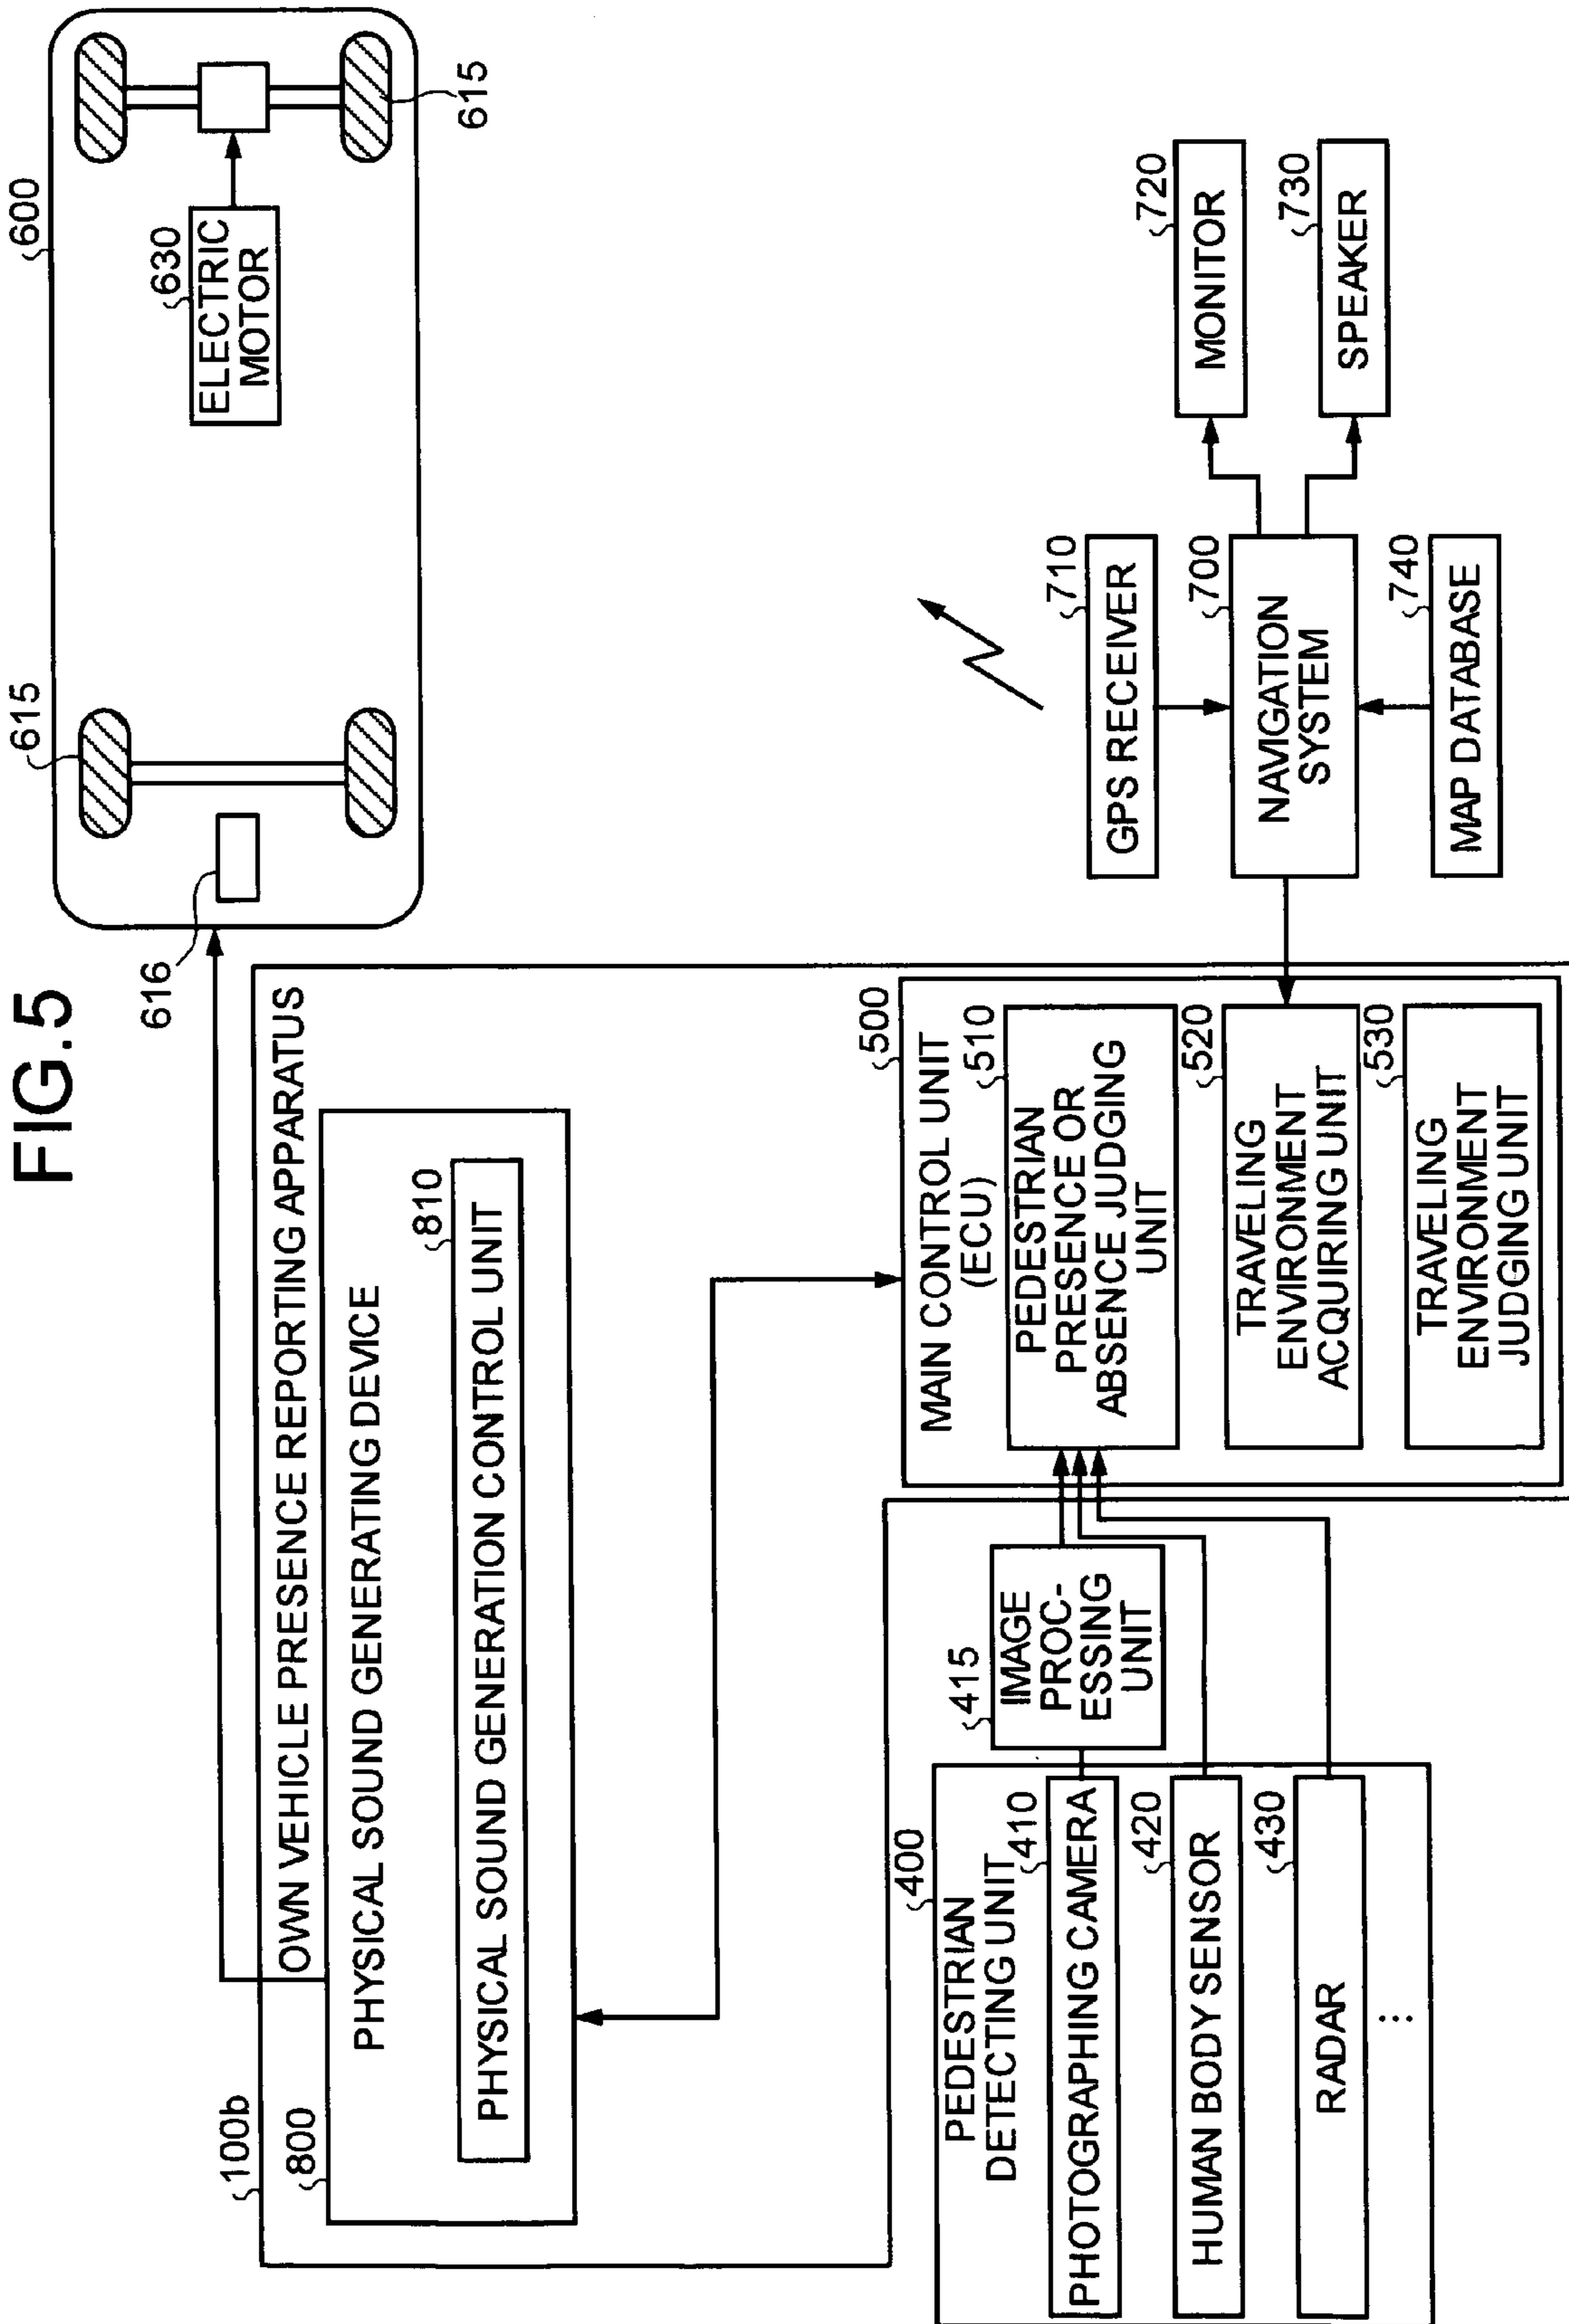 FIG.5
100b
OWN VEHICLE PRESENCE REPORTING APPARATUS
800
PHYSICAL SOUND GENERATING DEVICE
810
PHYSICAL SOUND GENERATION CONTROL UNIT
616
615
600
630
ELECTRIC
MOTOR
615
400
PEDESTRIAN
DETECTING UNIT
410
PHOTOGRAPHING CAMERA
420
HUMAN BODY SENSOR
430
RADAR
...
415
IMAGE
PROC-
ESSING
UNIT
500
MAIN CONTROL UNIT
(ECU)
510
PEDESTRIAN
PRESENCE OR
ABSENCE JUDGING
UNIT
520
TRAVELING
ENVIRONMENT
ACQUIRING UNIT
530
TRAVELING
ENVIRONMENT
JUDGING UNIT
710
GPS RECEIVER
700
NAVIGATION
SYSTEM
740
MAP DATABASE
720
MONITOR
730
SPEAKER